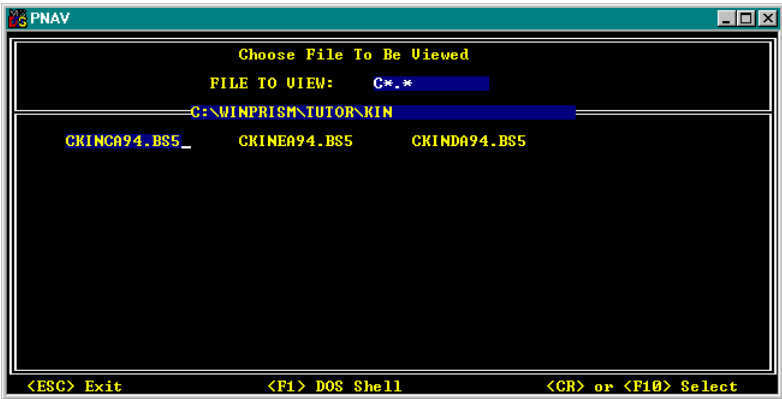 PNAV
Choose File To Be Viewed
FILE TO VIEW: C*.*
C:\WINPRISM\TUTOR\KIN
CKINCA94.BS5 CKINEA94.BS5 CKINDA94.BS5
<ESC> Exit <F1> DOS Shell <CR> or <F10> Select